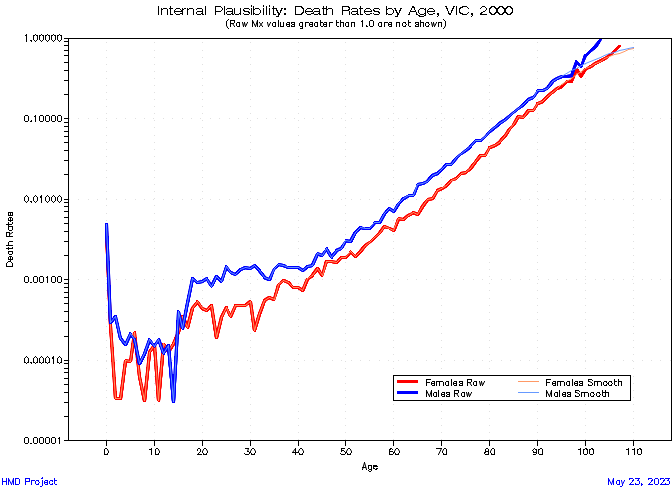 Internal Plausibility: Death Rates by Age, VIC, 2000
(Raw Mx values greater than 1.0 are not shown)
1.00000
0.10000
0.01000
0.00100
0.00010
0.00001
Death Rates
0 10 20 30 40 50 60 70 80 90 100 110
Age
Females Raw Females Smooth
Males Raw Males Smooth
HMD Project May 23, 2023